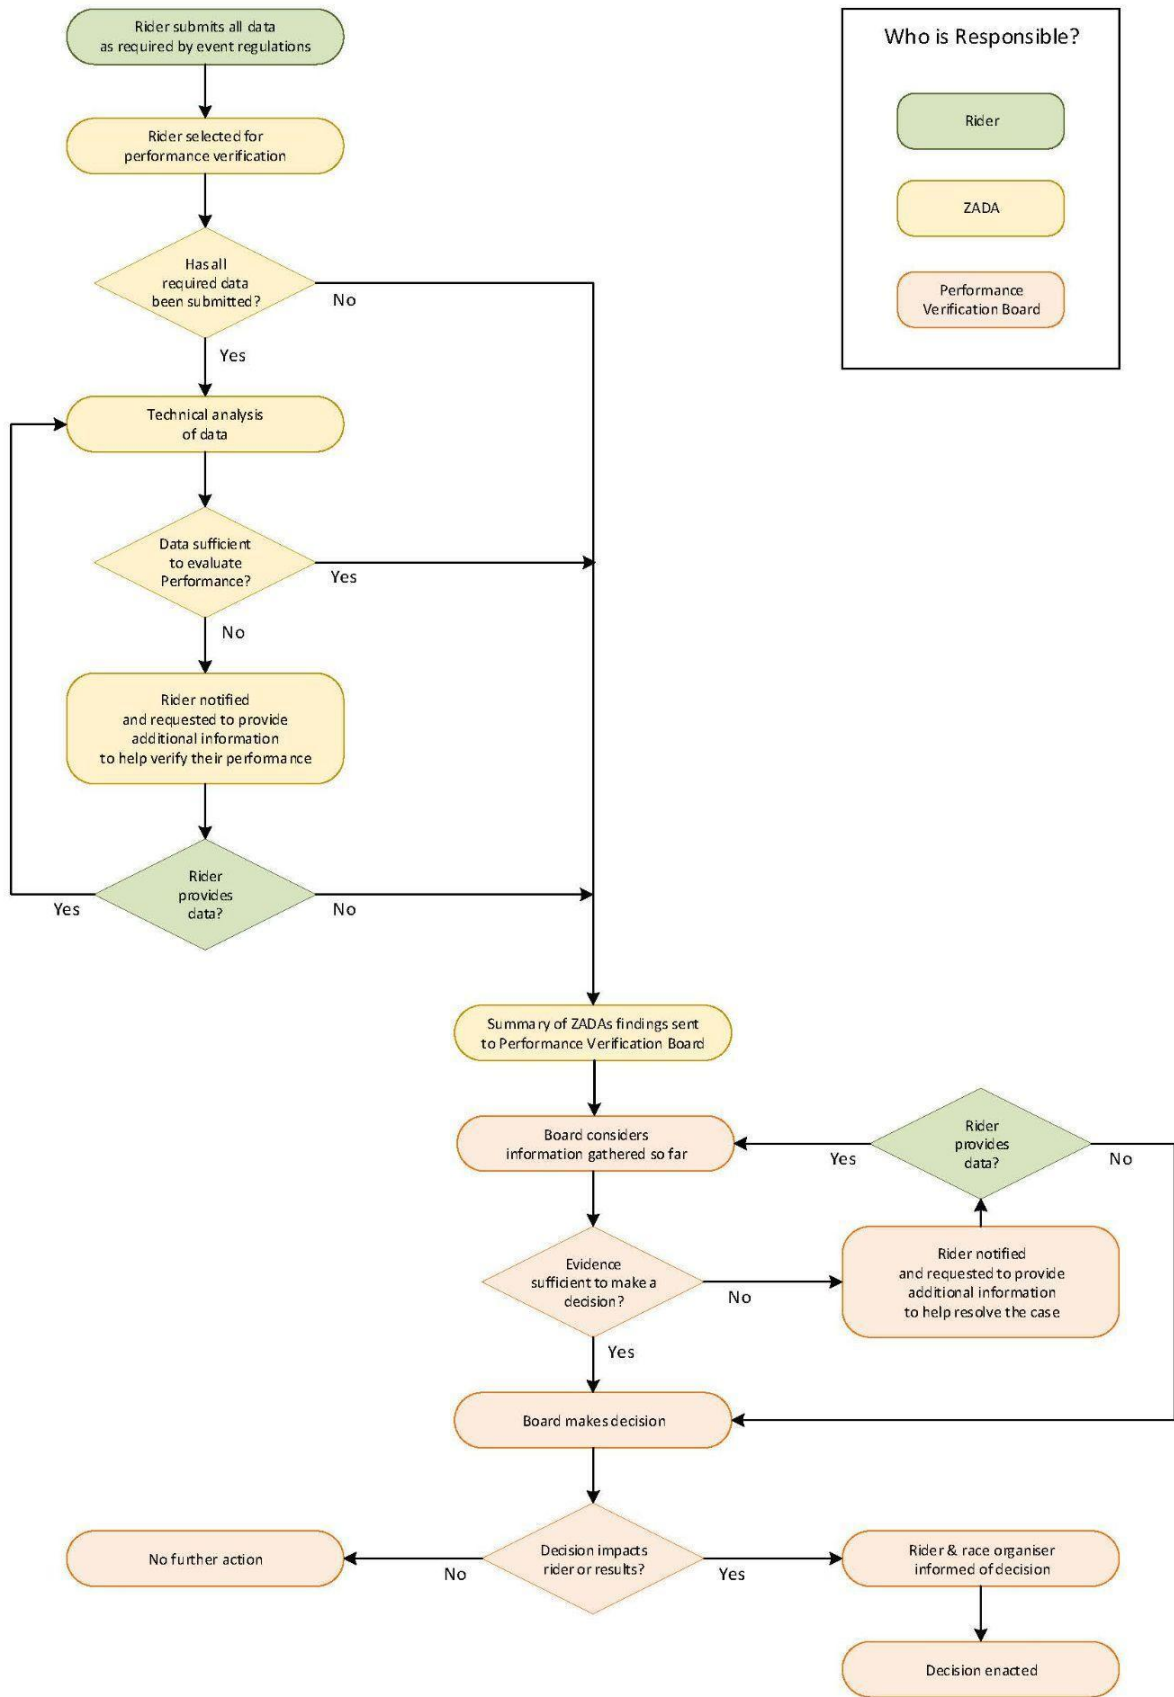 Rider submits all data
as required by event regulations
Who is Responsible?
Rider
Rider selected for
performance verification
ZADA
Has all
required data
been submitted?
No
Performance
Verification Board
Yes
Technical analysis
of data
Data sufficient
to evaluate
Performance?
Yes
No
Rider notified
and requested to provide
additional information
to help verify their performance
Rider
provides
data?
Yes
No
Summary of ZADAs findings sent
to Performance Verification Board
Board considers
information gathered so far
Rider
provides
data?
Yes
No
Evidence
sufficient to make a
decision?
No
Rider notified
and requested to provide
additional information
to help resolve the case
Yes
Board makes decision
No further action
Decision impacts
rider or results?
No
Yes
Rider & race organiser
informed of decision
Decision enacted